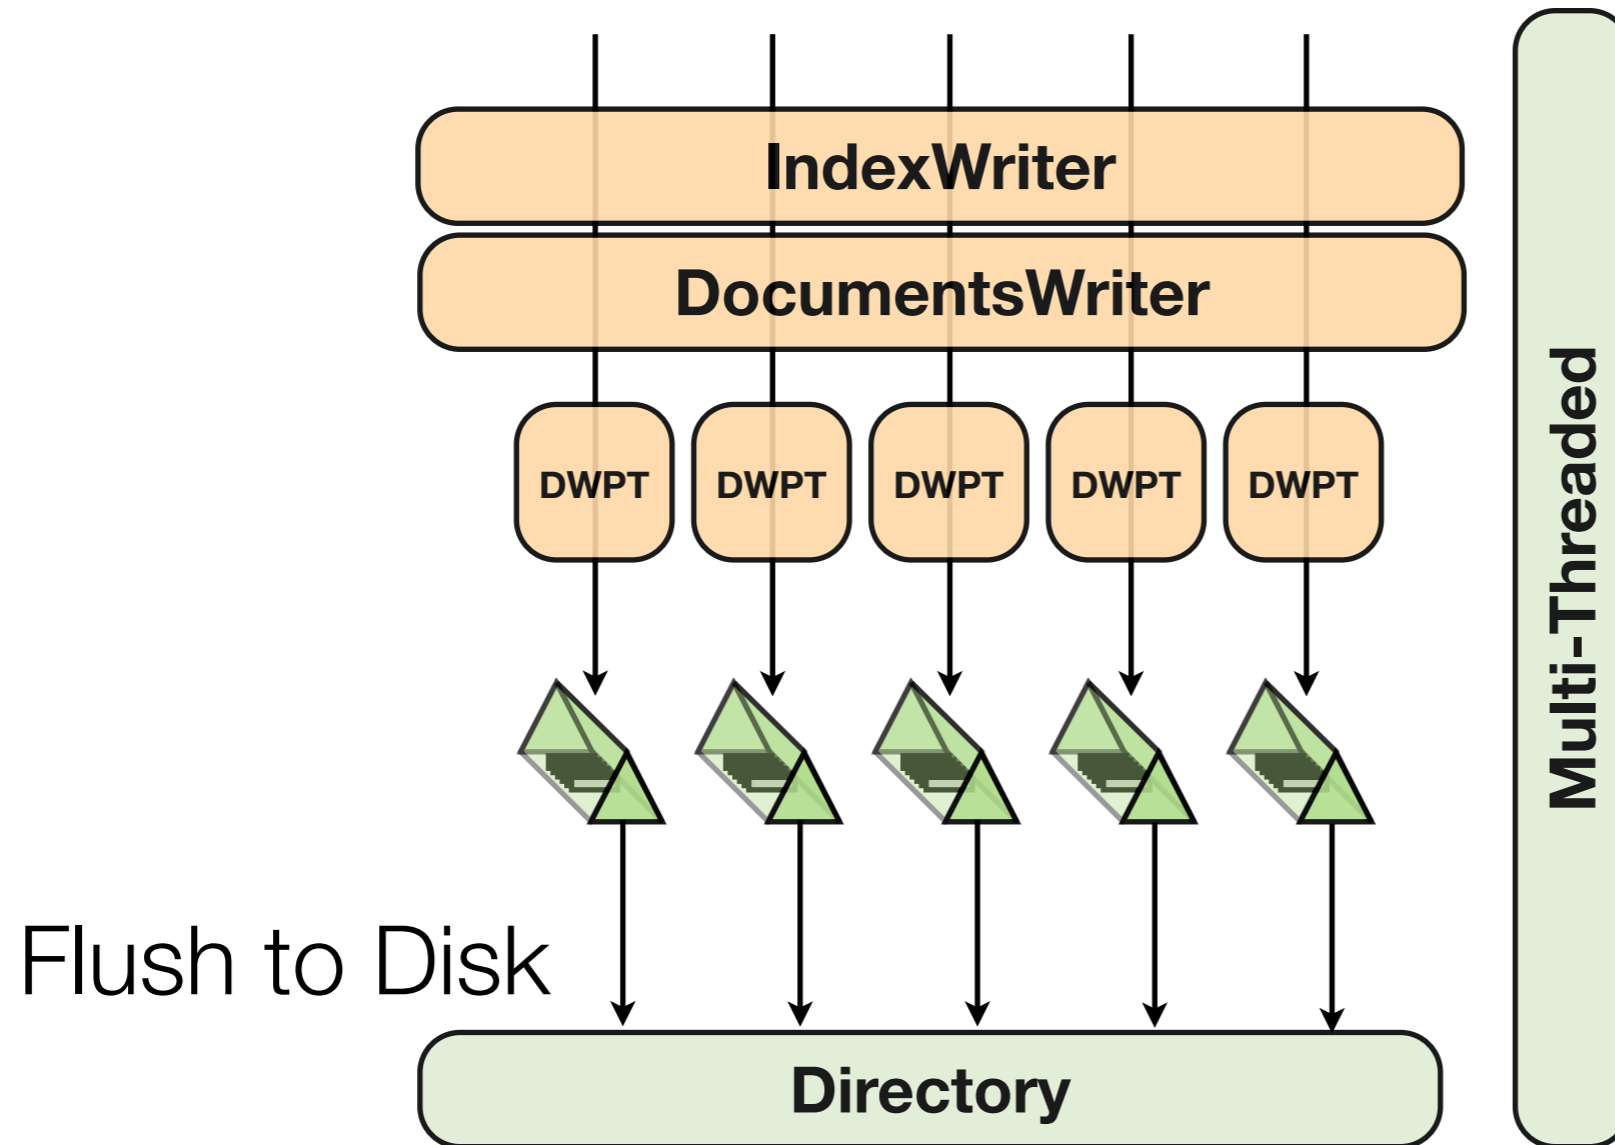 IndexWriter
DocumentsWriter
DWPT DWPT DWPT DWPT DWPT
Multi-Threaded
Flush to Disk
Directory